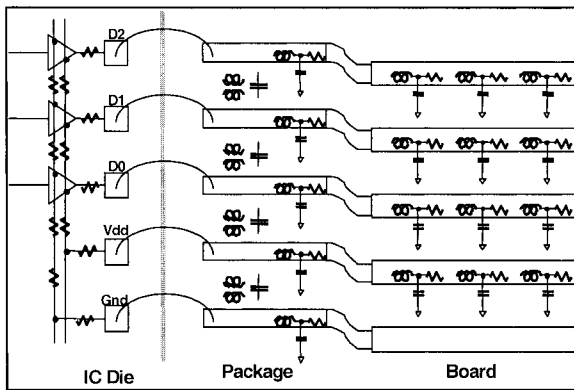 D2
D1
D0
Vdd
Gnd
IC Die
Package
Board